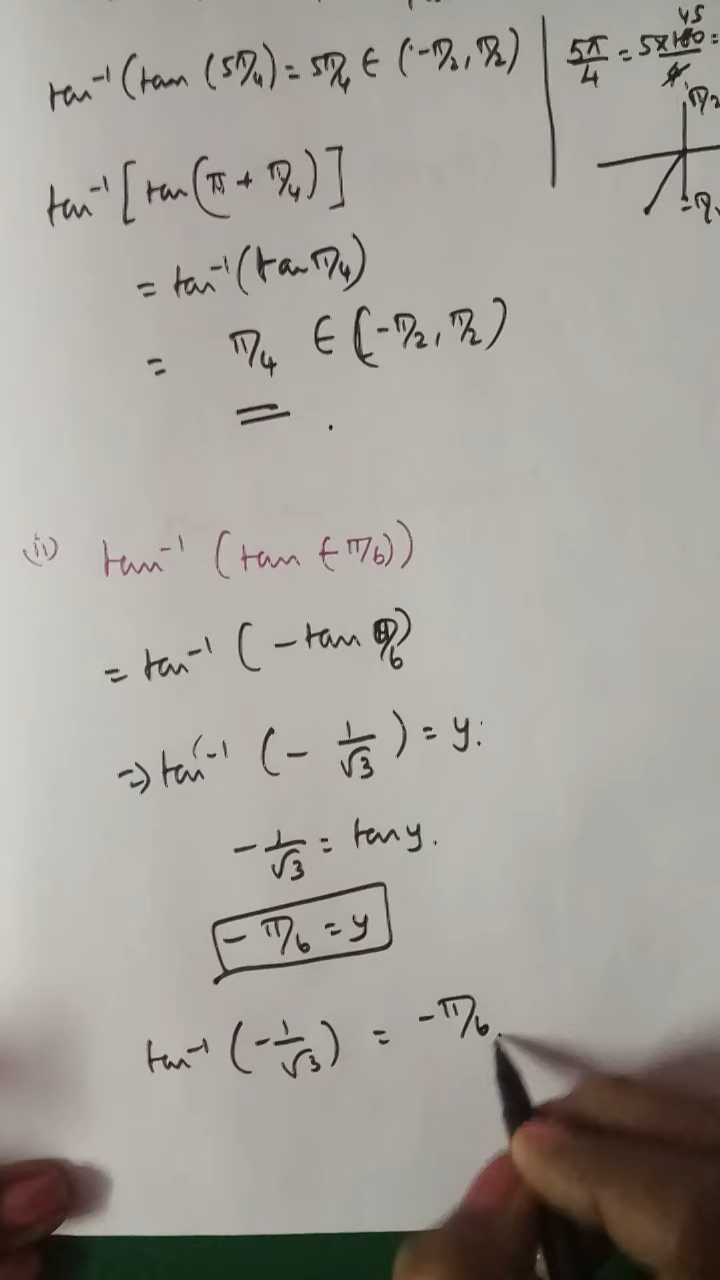 tan⁻¹(tan (5π/4) = 5π/4 ∈ (-π/2, π/2)
5π/4 = 5×180/4 =
45
tan⁻¹[tan(π + π/4)]
= tan⁻¹(tan π/4)
= π/4 ∈ (-π/2, π/2)
(ii) tan⁻¹ (tan (-π/6))
= tan⁻¹ (-tan π/6)
⇒ tan⁻¹ (- 1/√3) = y.
- 1/√3 = tan y.
- π/6 = y
tan⁻¹ (- 1/√3) = -π/6.